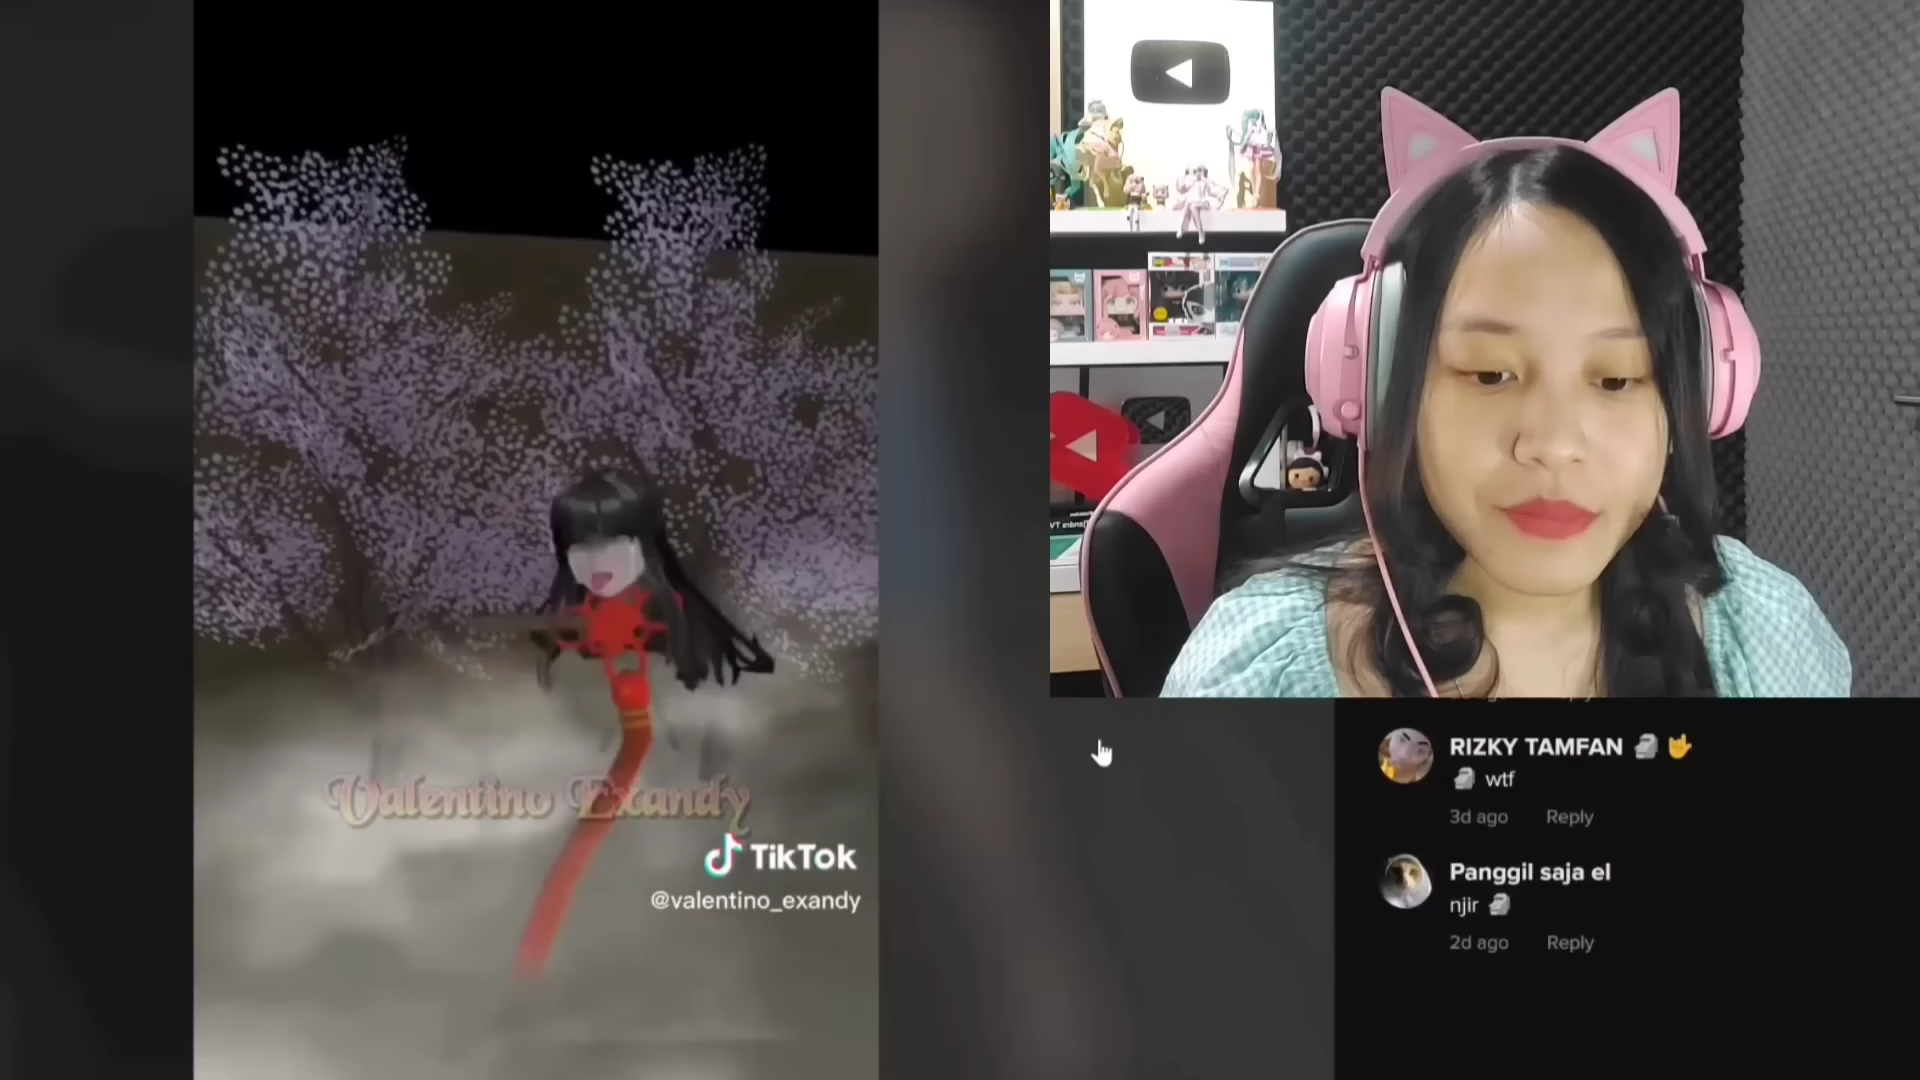 Valentino Exandy
TikTok
@valentino_exandy
RIZKY TAMFAN 🗿 🤟
🗿 wtf
3d ago Reply
Panggil saja el
njir 🗿
2d ago Reply